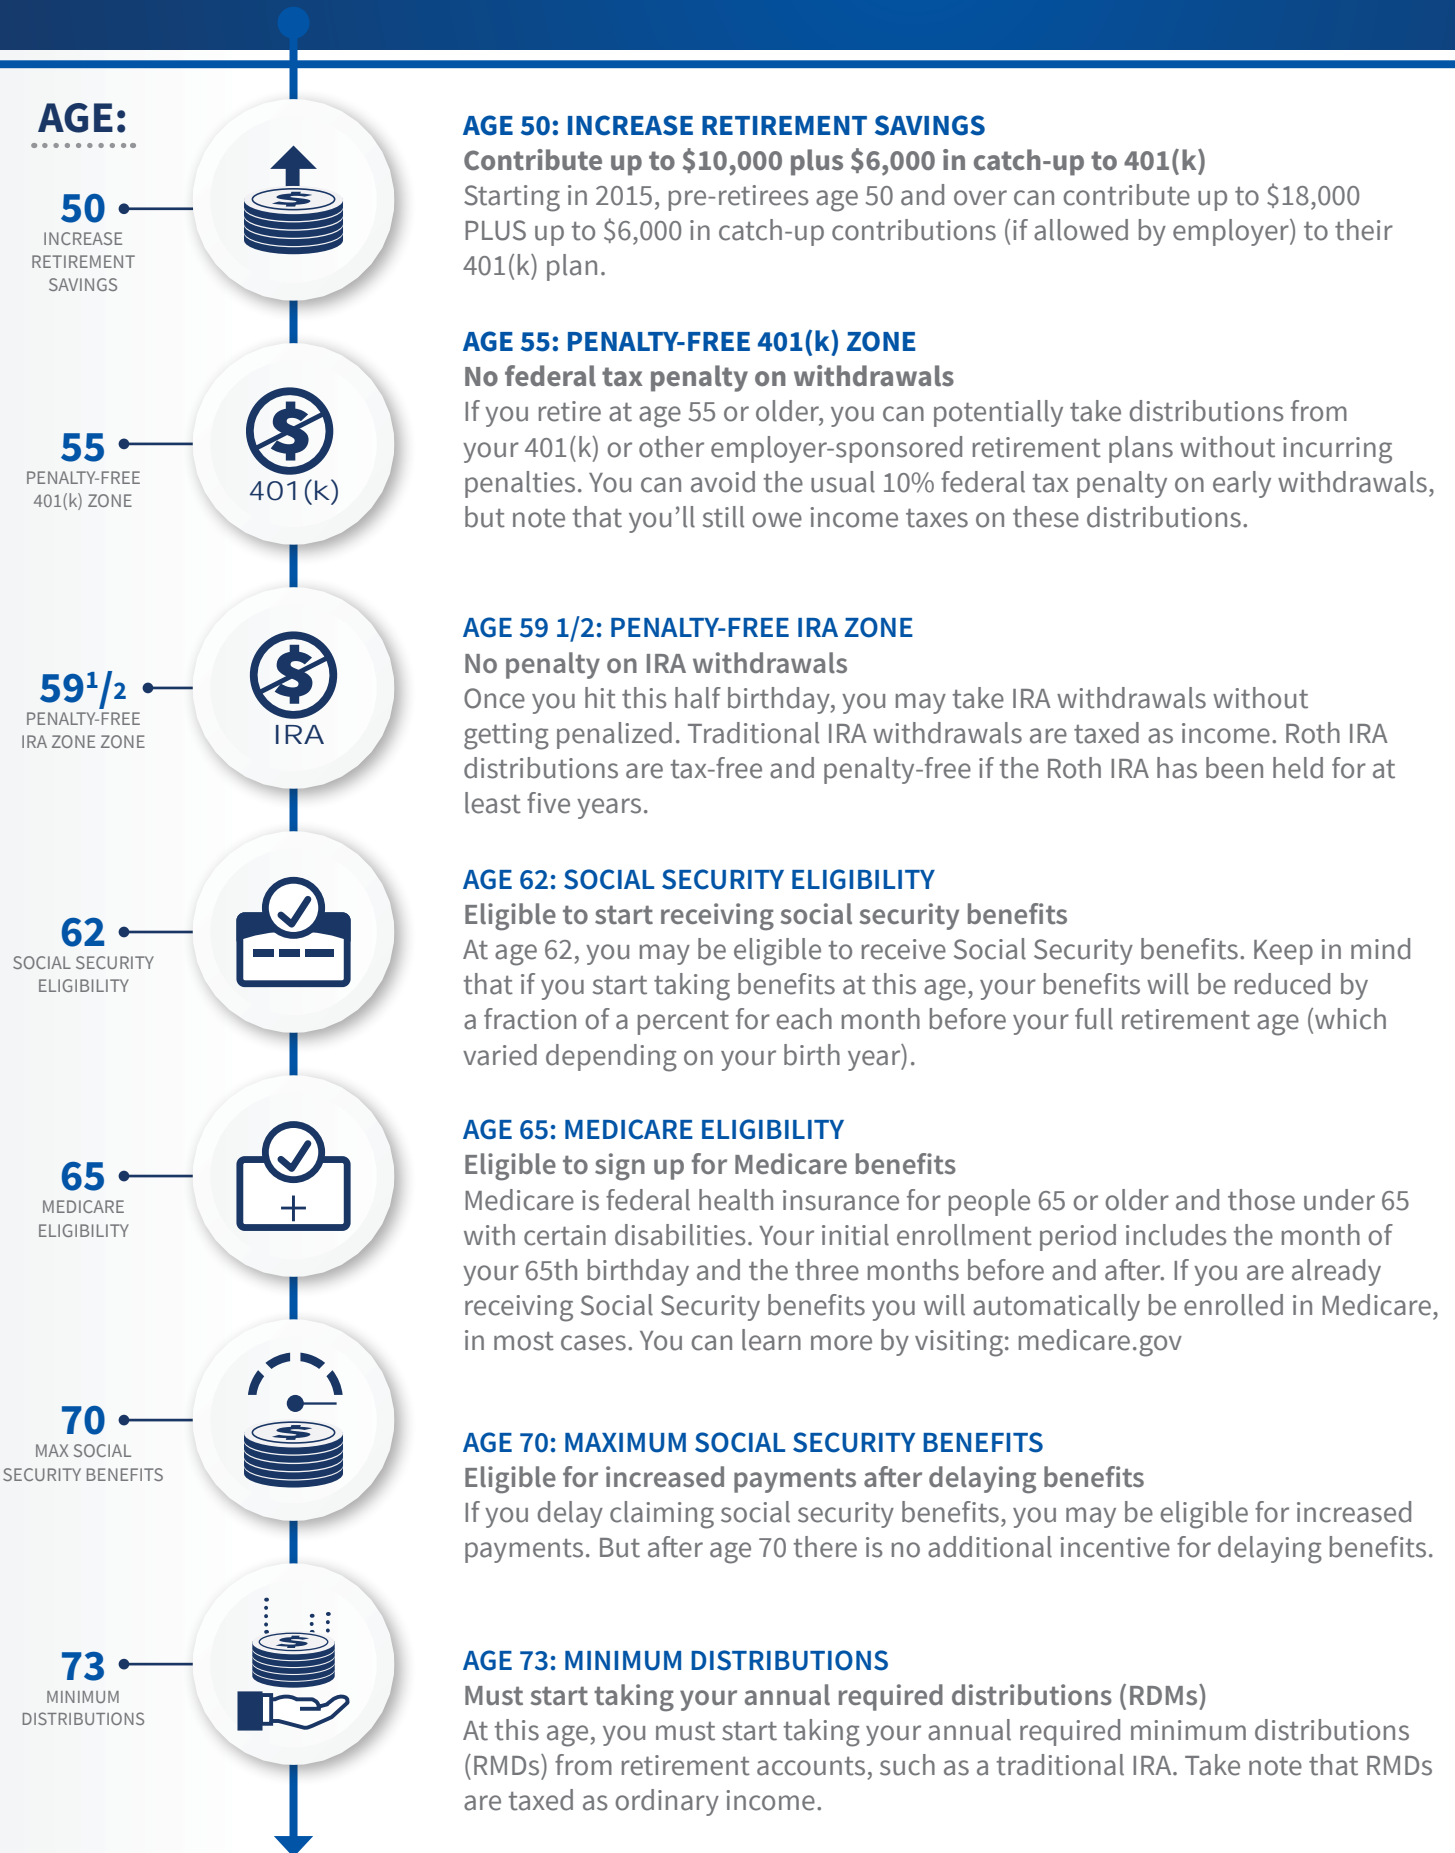 AGE:
50
INCREASE
RETIREMENT
SAVINGS
AGE 50: INCREASE RETIREMENT SAVINGS
Contribute up to $10,000 plus $6,000 in catch-up to 401(k)
Starting in 2015, pre-retirees age 50 and over can contribute up to $18,000
PLUS up to $6,000 in catch-up contributions (if allowed by employer) to their
401(k) plan.
55
PENALTY-FREE
401(k) ZONE
401(k)
AGE 55: PENALTY-FREE 401(k) ZONE
No federal tax penalty on withdrawals
If you retire at age 55 or older, you can potentially take distributions from
your 401(k) or other employer-sponsored retirement plans without incurring
penalties. You can avoid the usual 10% federal tax penalty on early withdrawals,
but note that you’ll still owe income taxes on these distributions.
59¹/₂
PENALTY-FREE
IRA ZONE ZONE
IRA
AGE 59 1/2: PENALTY-FREE IRA ZONE
No penalty on IRA withdrawals
Once you hit this half birthday, you may take IRA withdrawals without
getting penalized. Traditional IRA withdrawals are taxed as income. Roth IRA
distributions are tax-free and penalty-free if the Roth IRA has been held for at
least five years.
62
SOCIAL SECURITY
ELIGIBILITY
AGE 62: SOCIAL SECURITY ELIGIBILITY
Eligible to start receiving social security benefits
At age 62, you may be eligible to receive Social Security benefits. Keep in mind
that if you start taking benefits at this age, your benefits will be reduced by
a fraction of a percent for each month before your full retirement age (which
varied depending on your birth year).
65
MEDICARE
ELIGIBILITY
AGE 65: MEDICARE ELIGIBILITY
Eligible to sign up for Medicare benefits
Medicare is federal health insurance for people 65 or older and those under 65
with certain disabilities. Your initial enrollment period includes the month of
your 65th birthday and the three months before and after. If you are already
receiving Social Security benefits you will automatically be enrolled in Medicare,
in most cases. You can learn more by visiting: medicare.gov
70
MAX SOCIAL
SECURITY BENEFITS
AGE 70: MAXIMUM SOCIAL SECURITY BENEFITS
Eligible for increased payments after delaying benefits
If you delay claiming social security benefits, you may be eligible for increased
payments. But after age 70 there is no additional incentive for delaying benefits.
73
MINIMUM
DISTRIBUTIONS
AGE 73: MINIMUM DISTRIBUTIONS
Must start taking your annual required distributions (RDMs)
At this age, you must start taking your annual required minimum distributions
(RMDs) from retirement accounts, such as a traditional IRA. Take note that RMDs
are taxed as ordinary income.